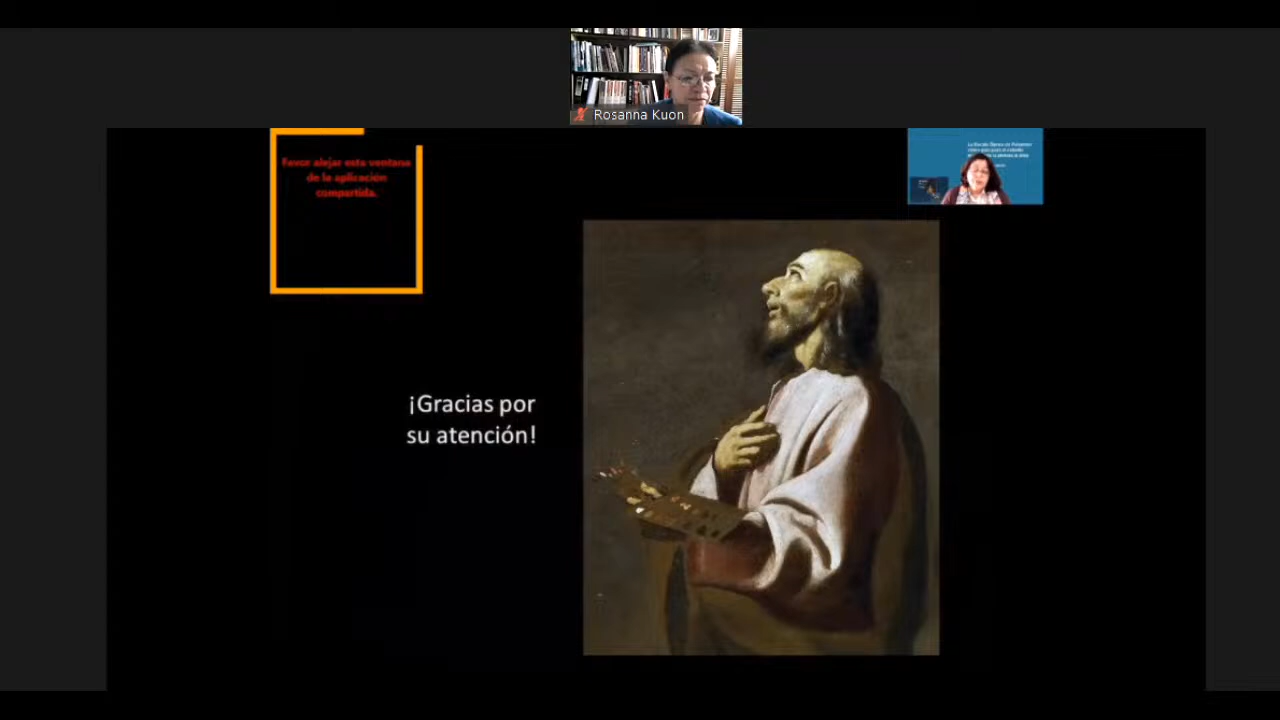 Rosanna Kuon
Favor alejar esta ventana
de la aplicación
compartida.
¡Gracias por
su atención!